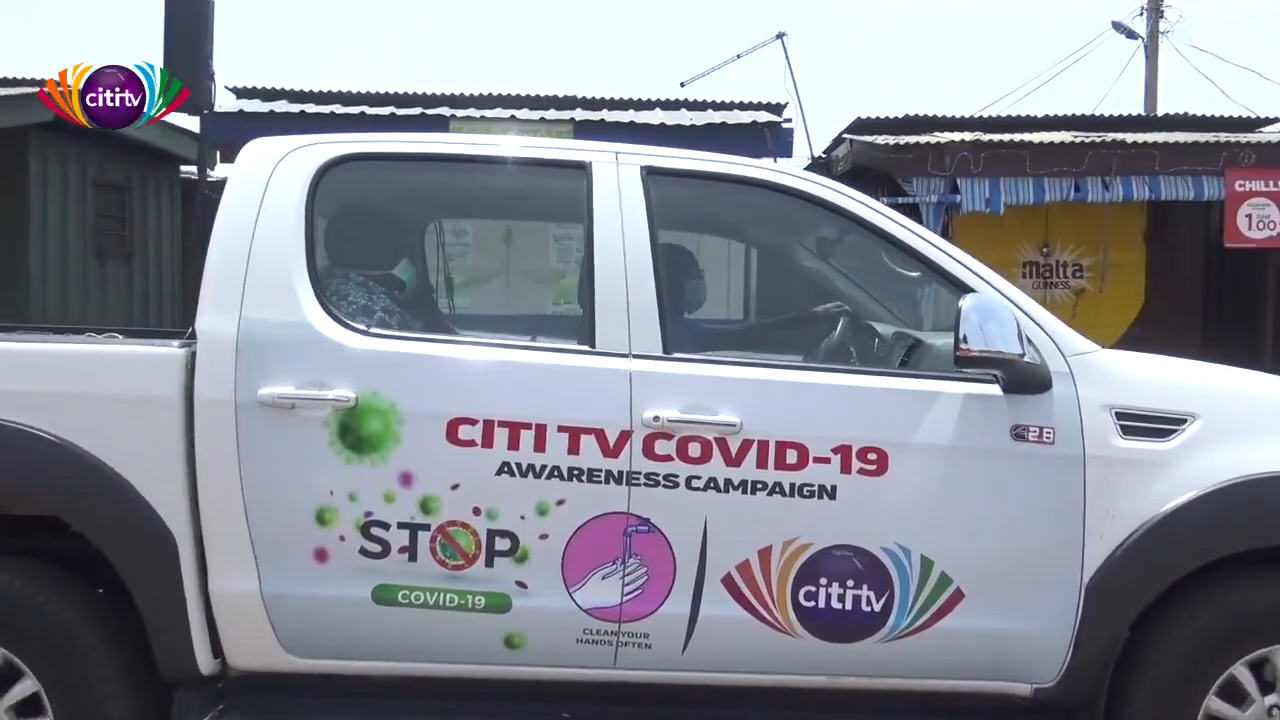 cititv
CHILL
1.00
malta
GUINNESS
2.8
CITI TV COVID-19
AWARENESS CAMPAIGN
STOP
COVID-19
CLEAN YOUR
HANDS OFTEN
cititv